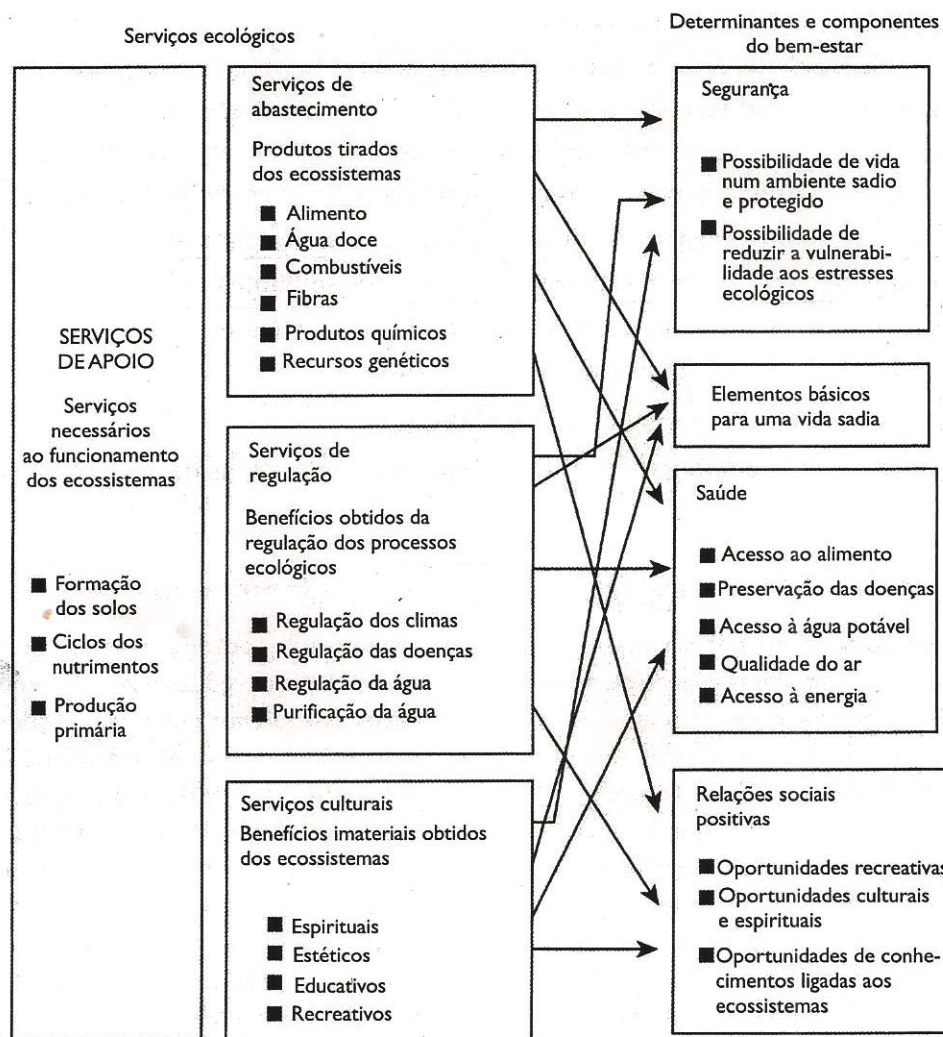 Serviços ecológicos
Determinantes e componentes
do bem-estar
SERVIÇOS
DE APOIO
Serviços
necessários
ao funcionamento
dos ecossistemas
■ Formação
dos solos
■ Ciclos dos
nutrimentos
■ Produção
primária
Serviços de
abastecimento
Produtos tirados
dos ecossistemas
■ Alimento
■ Água doce
■ Combustíveis
■ Fibras
■ Produtos químicos
■ Recursos genéticos
Serviços de
regulação
Benefícios obtidos da
regulação dos processos
ecológicos
■ Regulação dos climas
■ Regulação das doenças
■ Regulação da água
■ Purificação da água
Serviços culturais
Benefícios imateriais obtidos
dos ecossistemas
■ Espirituais
■ Estéticos
■ Educativos
■ Recreativos
Segurança
■ Possibilidade de vida
num ambiente sadio
e protegido
■ Possibilidade de
reduzir a vulnerabi-
lidade aos estresses
ecológicos
Elementos básicos
para uma vida sadia
Saúde
■ Acesso ao alimento
■ Preservação das doenças
■ Acesso à água potável
■ Qualidade do ar
■ Acesso à energia
Relações sociais
positivas
■ Oportunidades recreativas
■ Oportunidades culturais
e espirituais
■ Oportunidades de conhe-
cimentos ligadas aos
ecossistemas